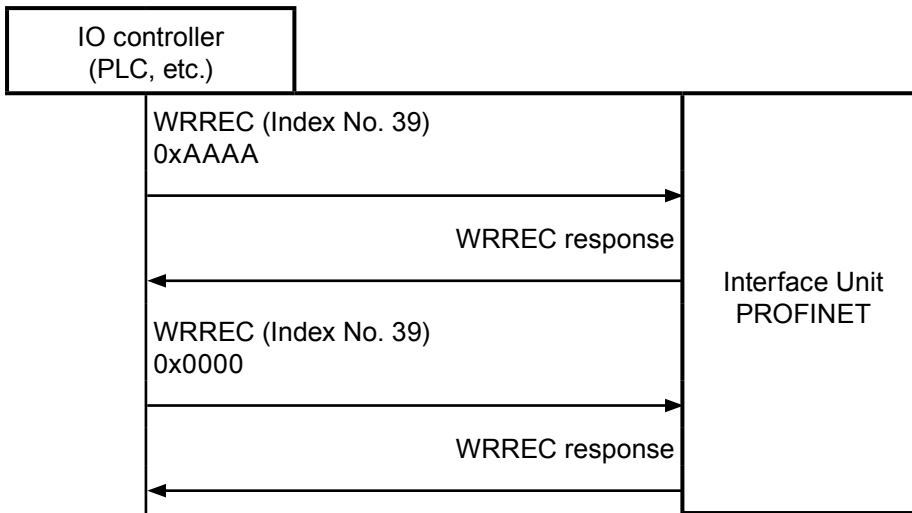 IO controller
(PLC, etc.)
WRREC (Index No. 39)
0xAAAA
WRREC response
Interface Unit
PROFINET
WRREC (Index No. 39)
0x0000
WRREC response